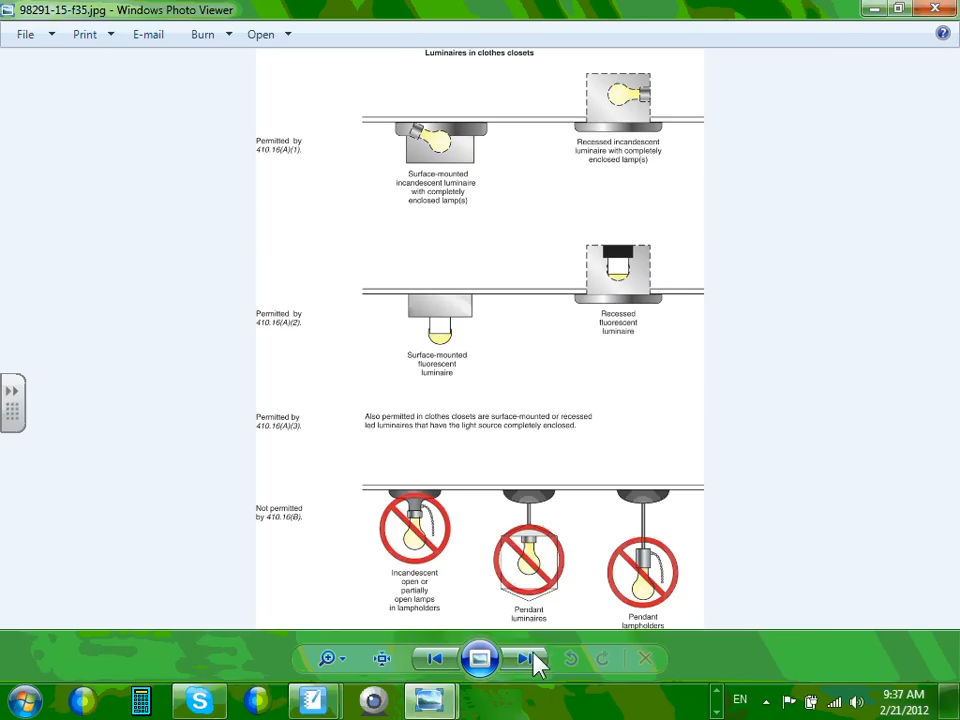 98291-15-f35.jpg - Windows Photo Viewer
File Print E-mail Burn Open
Luminaires in clothes closets
Permitted by
410.16(A)(1).
Surface-mounted
incandescent luminaire
with completely
enclosed lamp(s)
Recessed incandescent
luminaire with completely
enclosed lamp(s)
Permitted by
410.16(A)(2).
Surface-mounted
fluorescent
luminaire
Recessed
fluorescent
luminaire
Permitted by
410.16(A)(3).
Also permitted in clothes closets are surface-mounted or recessed
led luminaires that have the light source completely enclosed.
Not permitted
by 410.16(B).
Incandescent
open or
partially
open lamps
in lampholders
Pendant
luminaires
Pendant
lampholders
EN
9:37 AM
2/21/2012